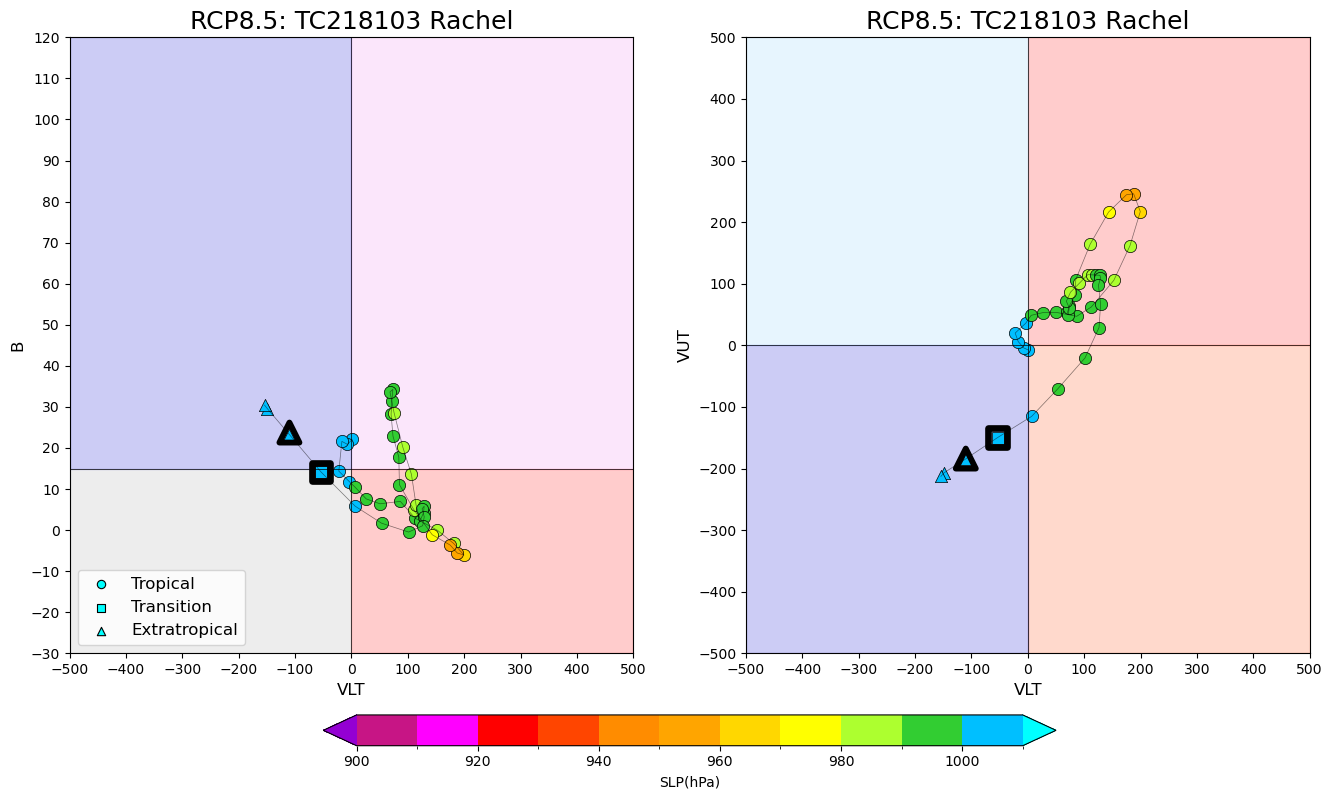 RCP8.5: TC218103 Rachel
RCP8.5: TC218103 Rachel
120
110
100
90
80
70
60
50
40
30
20
10
0
−10
−20
−30
B
Tropical
Transition
Extratropical
−500 −400 −300 −200 −100 0 100 200 300 400 500
VLT
500
400
300
200
100
0
−100
−200
−300
−400
−500
VUT
−500 −400 −300 −200 −100 0 100 200 300 400 500
VLT
900 920 940 960 980 1000
SLP(hPa)